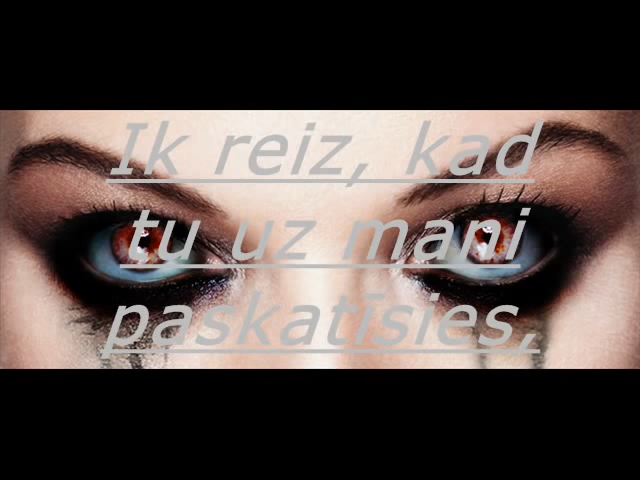 Ik reiz, kad
tu uz mani
paskatīsies,